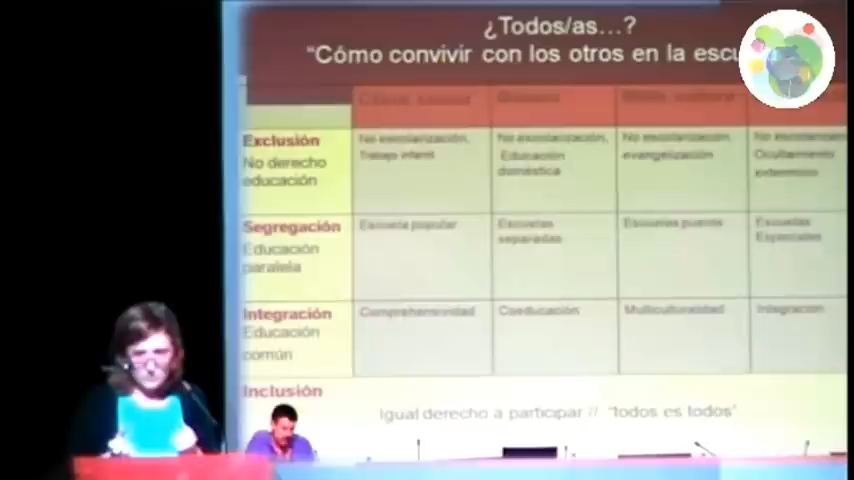 ¿Todos/as...?
“Cómo convivir con los otros en la escu
Exclusión
No derecho
educación
No escolarización,
Trabajo infantil
No escolarización,
Educación
doméstica
No escolarización,
evangelización
No escolarización
Ocultamiento
Segregación
Educación
paralela
Escuela popular
Escuelas
separadas
Escuelas puente
Escuelas
Especiales
Integración
Educación
común
Comprehensividad
Coeducación
Multiculturalidad
Integración
Inclusión
Igual derecho a participar // “todos es todos”